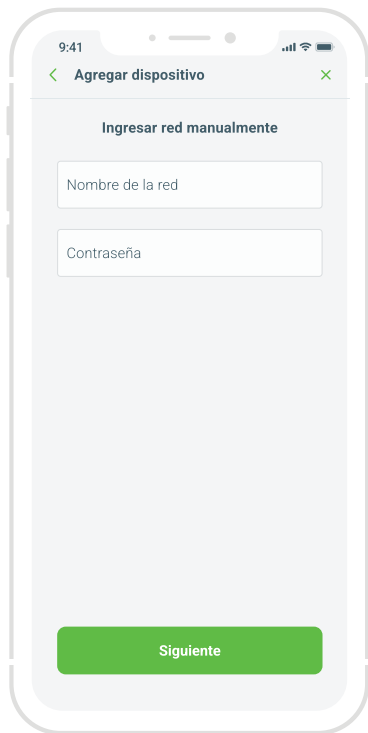 9:41
Agregar dispositivo
Ingresar red manualmente
Nombre de la red
Contraseña
Siguiente